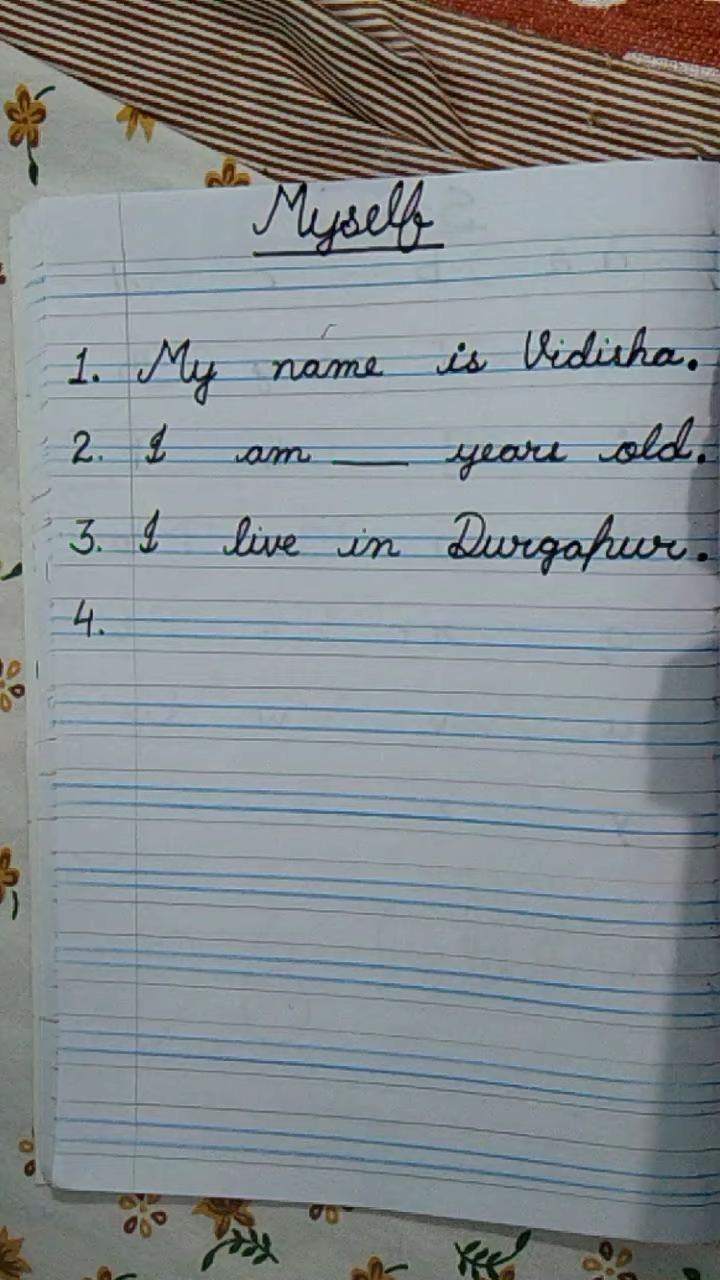 Myself
1. My name is Vidisha.
2. I am ___ years old.
3. I live in Durgapur.
4.